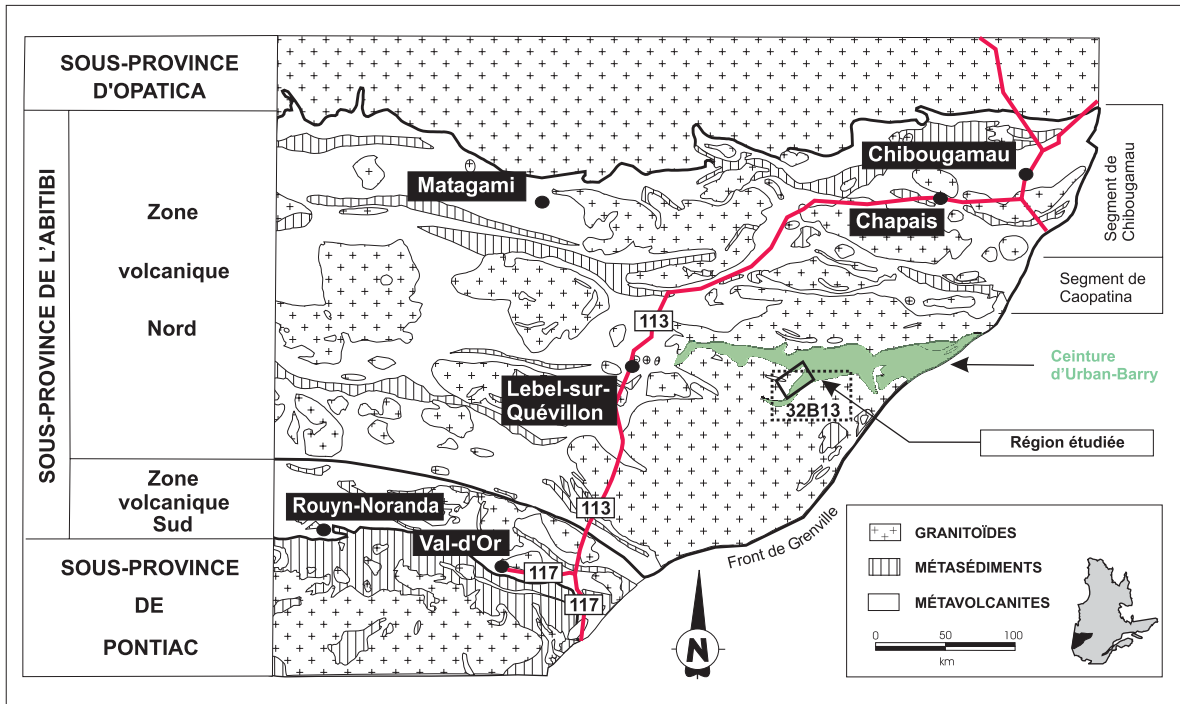 SOUS-PROVINCE
D'OPATICA
SOUS-PROVINCE DE L'ABITIBI
Zone
volcanique
Nord
Zone
volcanique
Sud
SOUS-PROVINCE
DE
PONTIAC
Matagami
Chibougamau
Chapais
113
Lebel-sur-
Quévillon
32B13
Rouyn-Noranda
Val-d'Or
113
117
117
Front de Grenville
Segment de
Chibougamau
Segment de
Caopatina
Ceinture
d'Urban-Barry
Région étudiée
GRANITOÏDES
MÉTASÉDIMENTS
MÉTAVOLCANITES
0 50 100
km
N